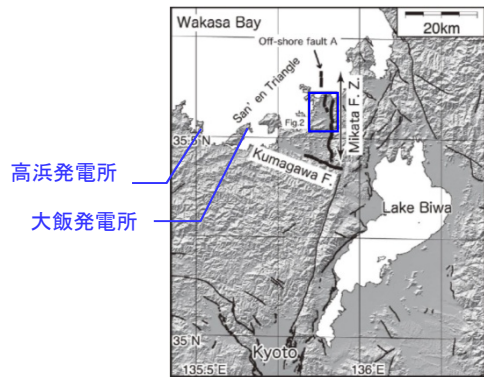 Wakasa Bay
20km
Off-shore fault A
San' en Triangle
Mikata F. Z.
Fig.2
35.5°N
Kumagawa F.
高浜発電所
大飯発電所
Lake Biwa
35°N
Kyoto
135.5°E
136°E